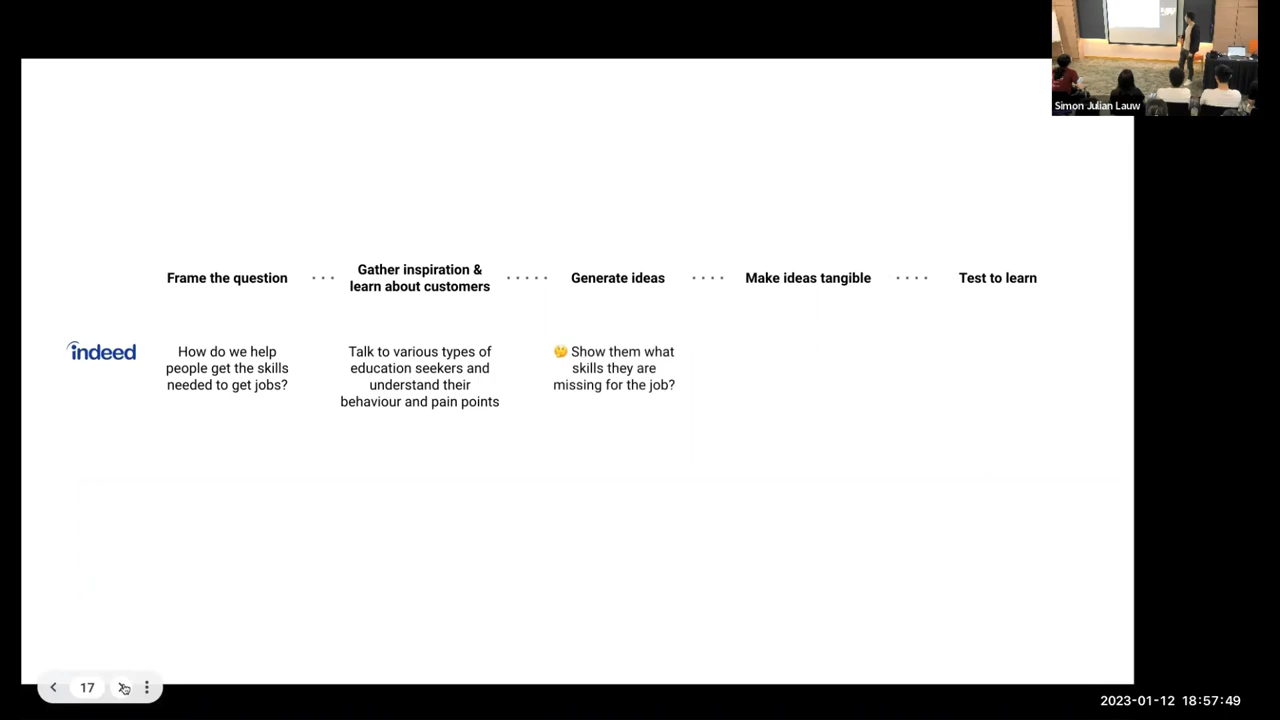 Simon Julian Lauw
Frame the question
Gather inspiration &
learn about customers
Generate ideas
Make ideas tangible
Test to learn
indeed
How do we help
people get the skills
needed to get jobs?
Talk to various types of
education seekers and
understand their
behaviour and pain points
🤔 Show them what
skills they are
missing for the job?
17
2023-01-12 18:57:49